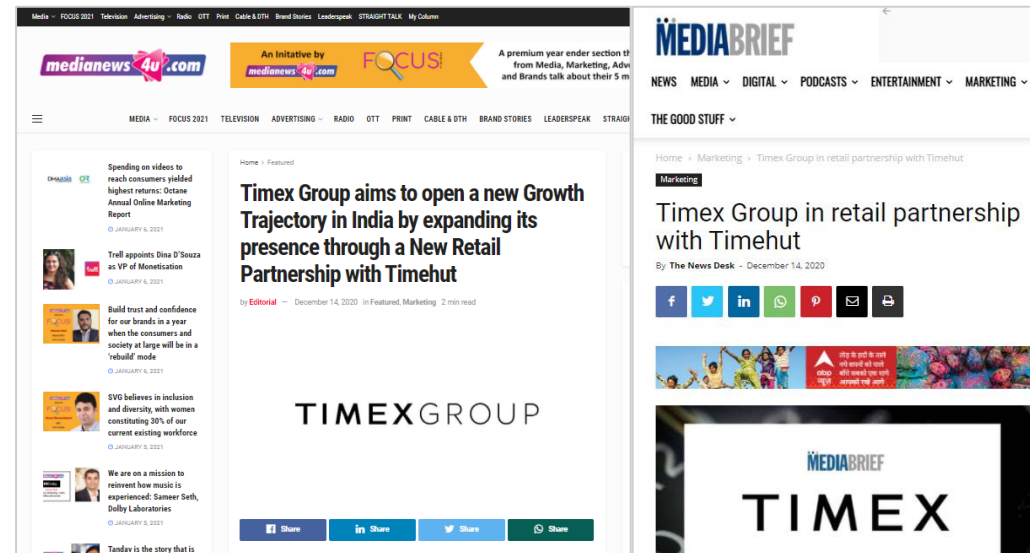 Media FOCUS 2021 Television Advertising Radio OTT Print Cable & DTH Brand Stories Leaderspeak STRAIGHT TALK My Column
medianews4u.com
An Initative by
medianews4u.com
FOCUS
A premium year ender section th
from Media, Marketing, Adve
and Brands talk about their 5 m
MEDIA FOCUS 2021 TELEVISION ADVERTISING RADIO OTT PRINT CABLE & DTH BRAND STORIES LEADERSPEAK STRAIGH
Spending on videos to
reach consumers yielded
highest returns: Octane
Annual Online Marketing
Report
JANUARY 6, 2021
Trell appoints Dina D'Souza
as VP of Monetisation
JANUARY 6, 2021
Build trust and confidence
for our brands in a year
when the consumers and
society at large will be in a
'rebuild' mode
JANUARY 6, 2021
SVG believes in inclusion
and diversity, with women
constituting 30% of our
current existing workforce
JANUARY 5, 2021
We are on a mission to
reinvent how music is
experienced: Sameer Seth,
Dolby Laboratories
JANUARY 5, 2021
Tandav is the story that is
Home > Featured
Timex Group aims to open a new Growth
Trajectory in India by expanding its
presence through a New Retail
Partnership with Timehut
by Editorial — December 14, 2020 in Featured, Marketing 2 min read
TIMEXGROUP
Share Share Share Share
MEDIABRIEF
NEWS MEDIA DIGITAL PODCASTS ENTERTAINMENT MARKETING
THE GOOD STUFF
Home › Marketing › Timex Group in retail partnership with Timehut
Marketing
Timex Group in retail partnership
with Timehut
By The News Desk - December 14, 2020
abp
MEDIABRIEF
TIMEX